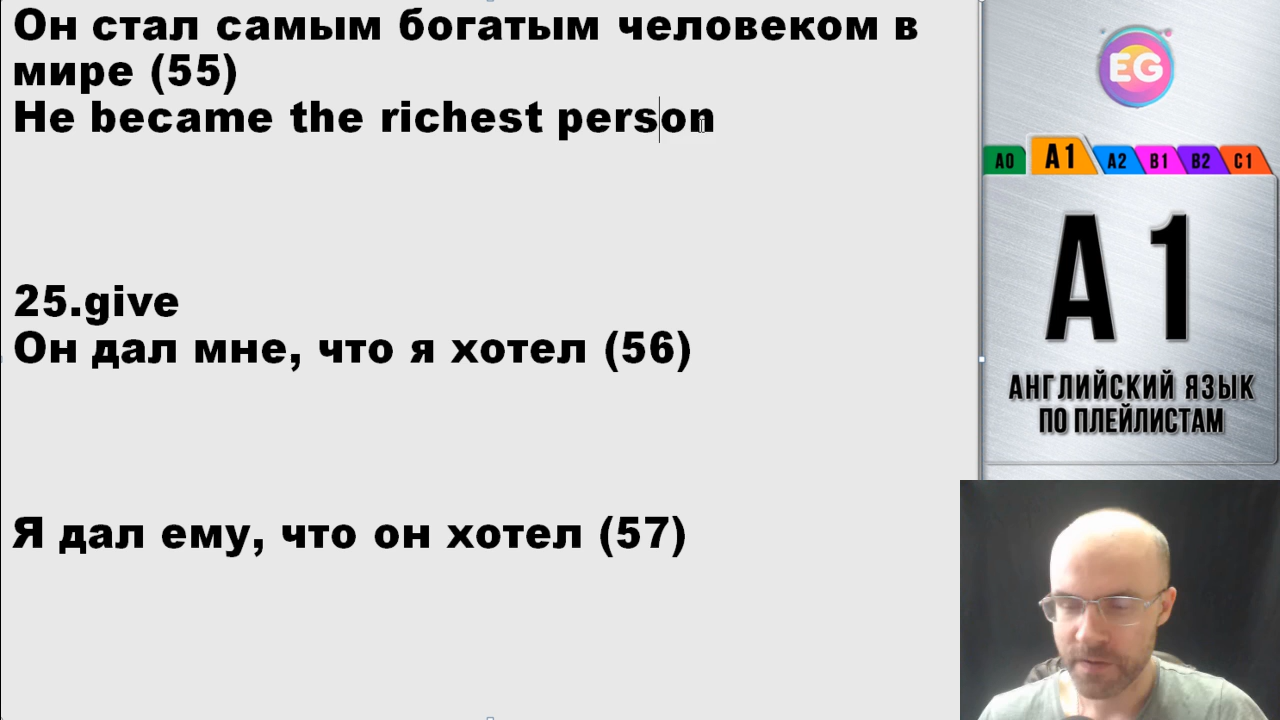 Он стал самым богатым человеком в
мире (55)
He became the richest person
25.give
Он дал мне, что я хотел (56)
Я дал ему, что он хотел (57)
EG
A0 A1 A2 B1 B2 C1
A1
АНГЛИЙСКИЙ ЯЗЫК
ПО ПЛЕЙЛИСТАМ